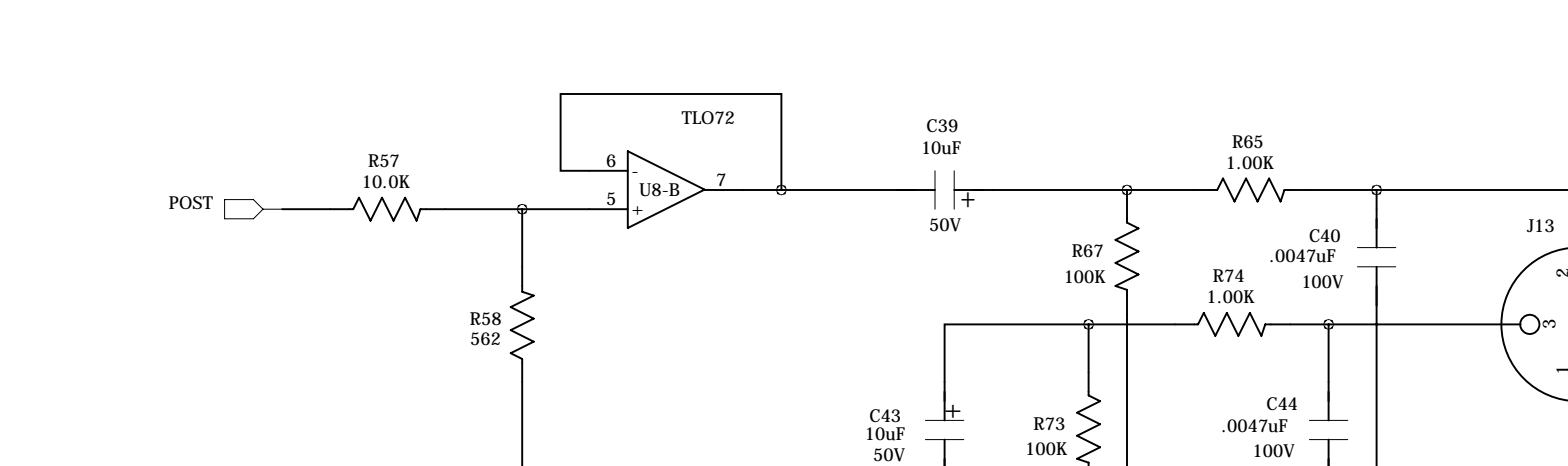 TLO72
C39
10uF
R65
1.00K
R57
10.0K
6
-
U8-B
7
POST
5
+
+
50V
J13
C40
.0047uF
100V
R67
100K
R74
1.00K
2
R58
562
3
1
+
C43
10uF
50V
R73
100K
C44
.0047uF
100V